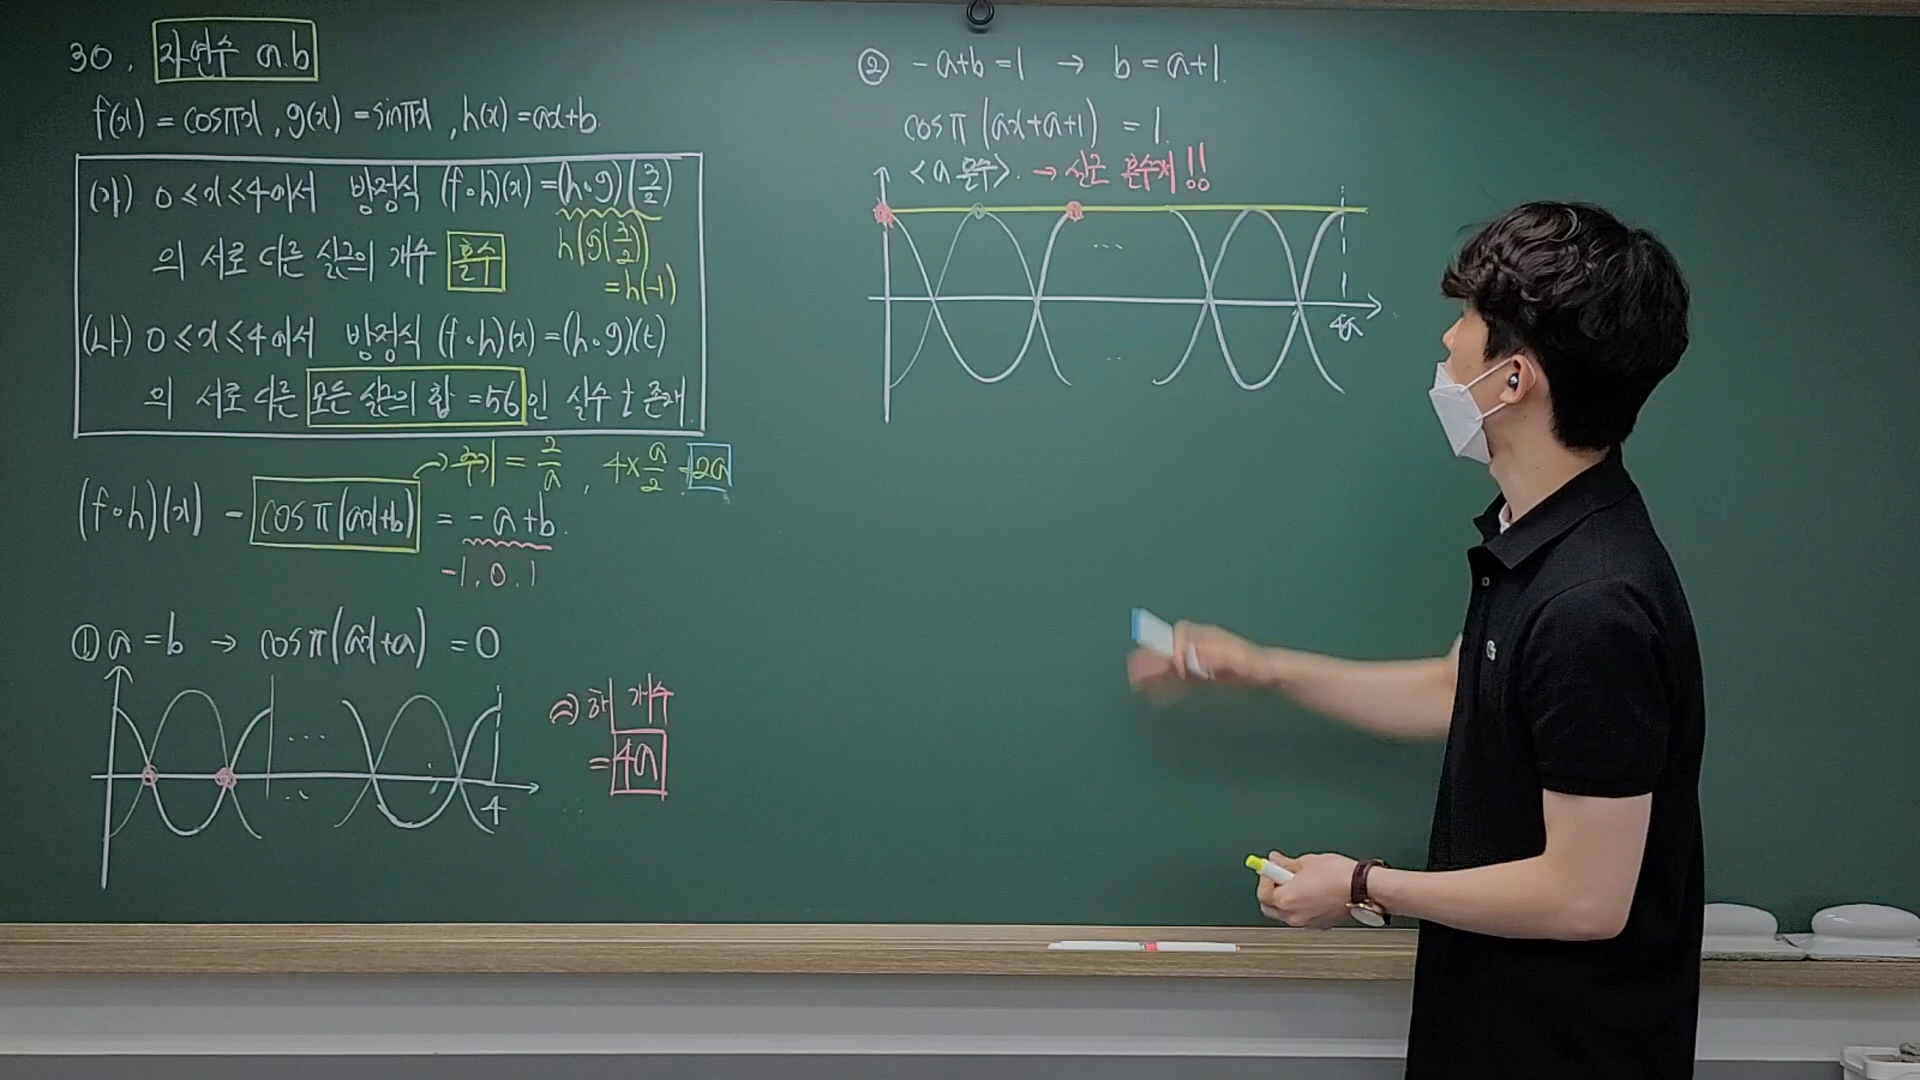 30. 자연수 a.b
f(x) = cosπx, g(x) = sinπx, h(x) = ax+b.
(가) 0≤x≤4에서 방정식 (f∘h)(x) = (h∘g)(3/2)
의 서로 다른 실근의 개수 홀수
h(g(3/2))
= h(-1)
(나) 0≤x≤4에서 방정식 (f∘h)(x) = (h∘g)(t)
의 서로 다른 모든 실근의 합 = 56 인 실수 t 존재.
→ 주기 = 2/a , 4×a/2 = 2a
(f∘h)(x) = cosπ(ax+b) = -a+b.
-1, 0, 1
① a = b → cosπ(ax+a) = 0
... 
...
4
해 개수
= 4a
② -a+b = 1 → b = a+1.
cosπ(ax+a+1) = 1.
<a 홀수>. → 실근 홀수개!!
...
...
4